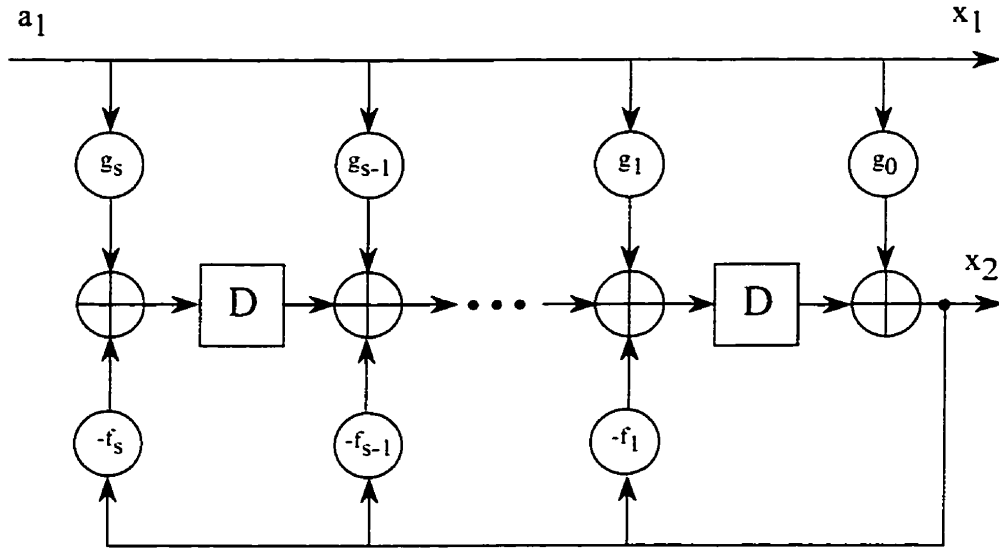 a₁ x₁
gₛ gₛ₋₁ g₁ g₀
x₂
D D
-fₛ -fₛ₋₁ -f₁